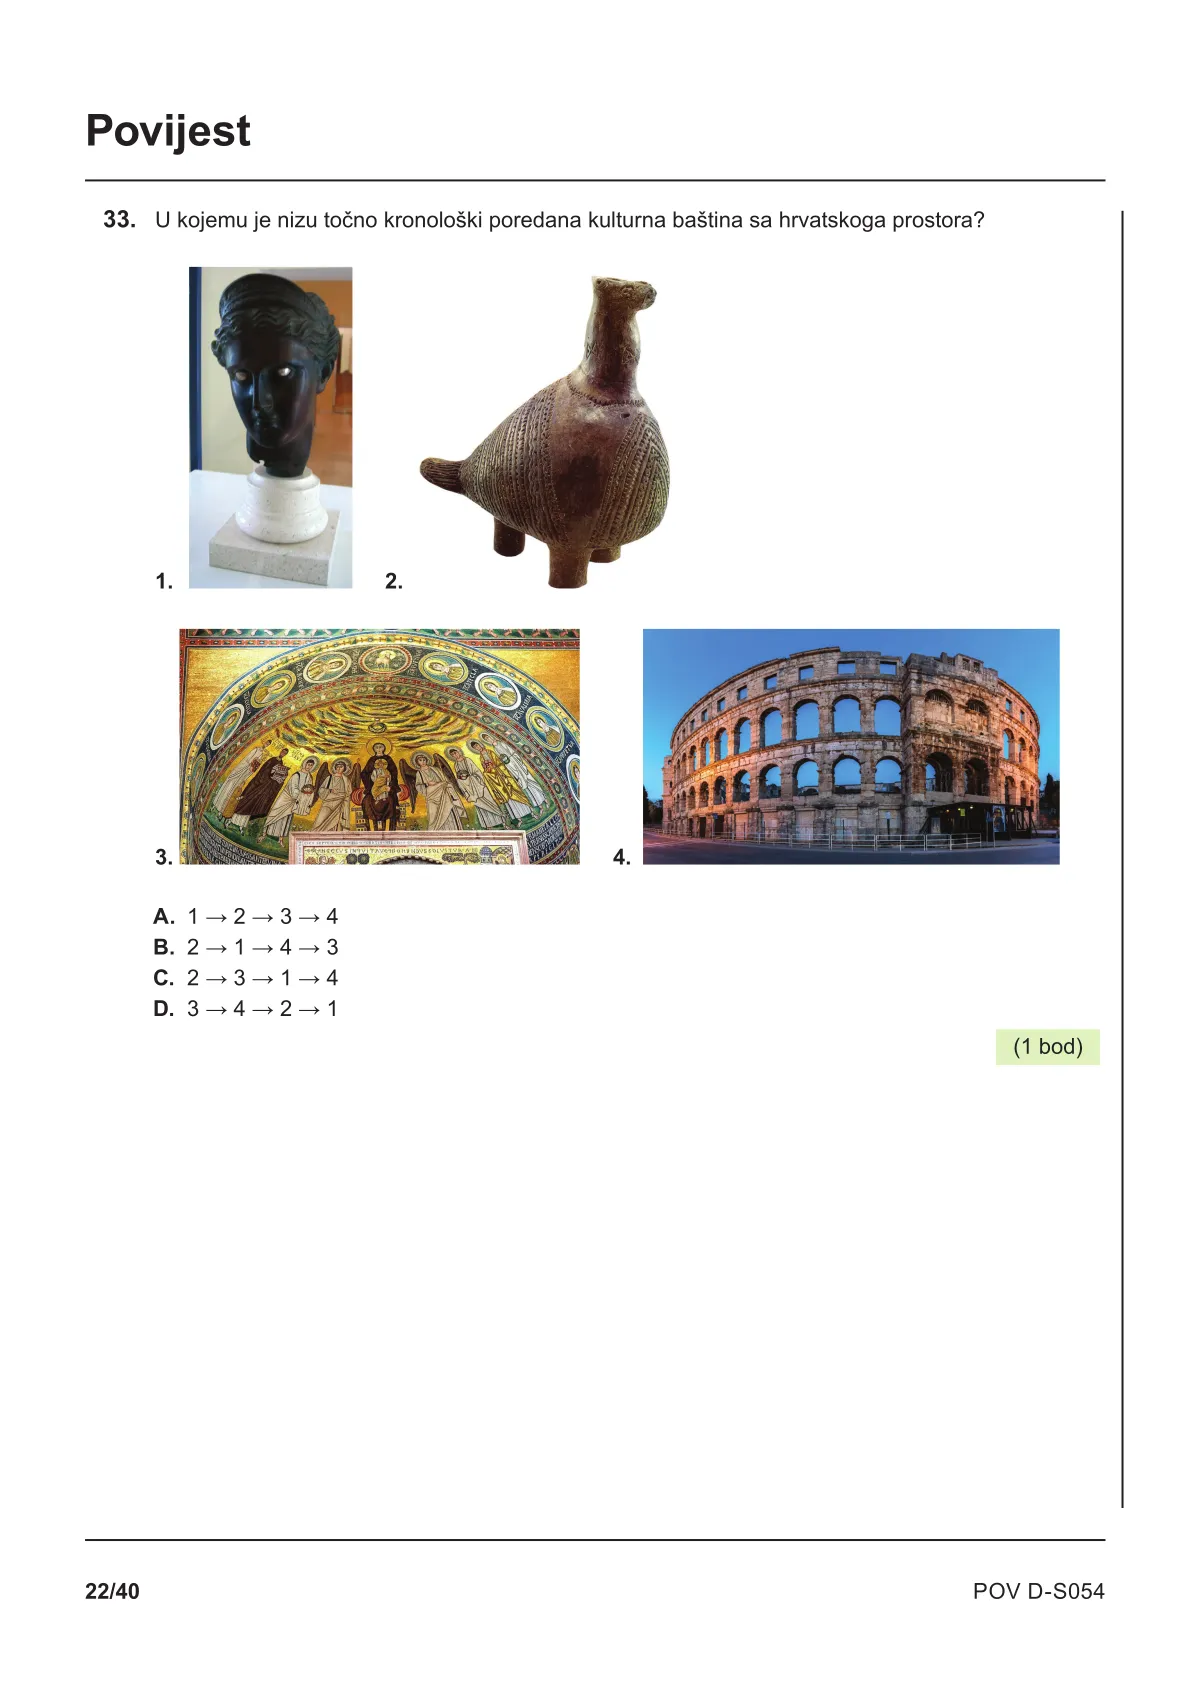 Povijest
33. U kojemu je nizu točno kronološki poredana kulturna baština sa hrvatskoga prostora?
1.
2.
3.
4.
A. 1 → 2 → 3 → 4
B. 2 → 1 → 4 → 3
C. 2 → 3 → 1 → 4
D. 3 → 4 → 2 → 1
(1 bod)
22/40
POV D-S054